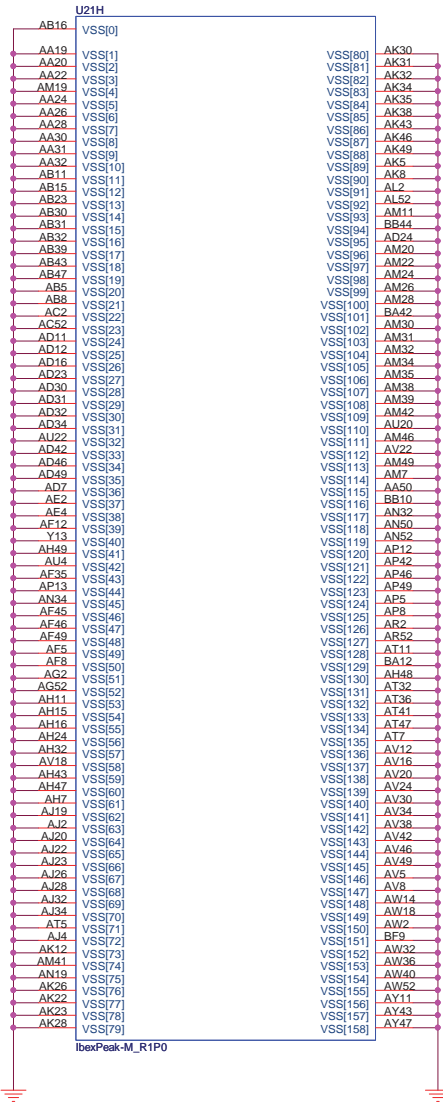 U21H
AB16 VSS[0]
AA19 VSS[1] VSS[80] AK30
AA20 VSS[2] VSS[81] AK31
AA22 VSS[3] VSS[82] AK32
AM19 VSS[4] VSS[83] AK34
AA24 VSS[5] VSS[84] AK35
AA26 VSS[6] VSS[85] AK38
AA28 VSS[7] VSS[86] AK43
AA30 VSS[8] VSS[87] AK46
AA31 VSS[9] VSS[88] AK49
AA32 VSS[10] VSS[89] AK5
AB11 VSS[11] VSS[90] AK8
AB15 VSS[12] VSS[91] AL2
AB23 VSS[13] VSS[92] AL52
AB30 VSS[14] VSS[93] AM11
AB31 VSS[15] VSS[94] BB44
AB32 VSS[16] VSS[95] AD24
AB39 VSS[17] VSS[96] AM20
AB43 VSS[18] VSS[97] AM22
AB47 VSS[19] VSS[98] AM24
AB5 VSS[20] VSS[99] AM26
AB8 VSS[21] VSS[100] AM28
AC2 VSS[22] VSS[101] BA42
AC52 VSS[23] VSS[102] AM30
AD11 VSS[24] VSS[103] AM31
AD12 VSS[25] VSS[104] AM32
AD16 VSS[26] VSS[105] AM34
AD23 VSS[27] VSS[106] AM35
AD30 VSS[28] VSS[107] AM38
AD31 VSS[29] VSS[108] AM39
AD32 VSS[30] VSS[109] AM42
AD34 VSS[31] VSS[110] AU20
AU22 VSS[32] VSS[111] AM46
AD42 VSS[33] VSS[112] AV22
AD46 VSS[34] VSS[113] AM49
AD49 VSS[35] VSS[114] AM7
AD7 VSS[36] VSS[115] AA50
AE2 VSS[37] VSS[116] BB10
AE4 VSS[38] VSS[117] AN32
AF12 VSS[39] VSS[118] AN50
Y13 VSS[40] VSS[119] AN52
AH49 VSS[41] VSS[120] AP12
AU4 VSS[42] VSS[121] AP42
AF35 VSS[43] VSS[122] AP46
AP13 VSS[44] VSS[123] AP49
AN34 VSS[45] VSS[124] AP5
AF45 VSS[46] VSS[125] AP8
AF46 VSS[47] VSS[126] AR2
AF49 VSS[48] VSS[127] AR52
AF5 VSS[49] VSS[128] AT11
AF8 VSS[50] VSS[129] BA12
AG2 VSS[51] VSS[130] AH48
AG52 VSS[52] VSS[131] AT32
AH11 VSS[53] VSS[132] AT36
AH15 VSS[54] VSS[133] AT41
AH16 VSS[55] VSS[134] AT47
AH24 VSS[56] VSS[135] AT7
AH32 VSS[57] VSS[136] AV12
AV18 VSS[58] VSS[137] AV16
AH43 VSS[59] VSS[138] AV20
AH47 VSS[60] VSS[139] AV24
AH7 VSS[61] VSS[140] AV30
AJ19 VSS[62] VSS[141] AV34
AJ2 VSS[63] VSS[142] AV38
AJ20 VSS[64] VSS[143] AV42
AJ22 VSS[65] VSS[144] AV46
AJ23 VSS[66] VSS[145] AV49
AJ26 VSS[67] VSS[146] AV5
AJ28 VSS[68] VSS[147] AV8
AJ32 VSS[69] VSS[148] AW14
AJ34 VSS[70] VSS[149] AW18
AT5 VSS[71] VSS[150] AW2
AJ4 VSS[72] VSS[151] BF9
AK12 VSS[73] VSS[152] AW32
AM41 VSS[74] VSS[153] AW36
AN19 VSS[75] VSS[154] AW40
AK26 VSS[76] VSS[155] AW52
AK22 VSS[77] VSS[156] AY11
AK23 VSS[78] VSS[157] AY43
AK28 VSS[79] VSS[158] AY47
IbexPeak-M_R1P0